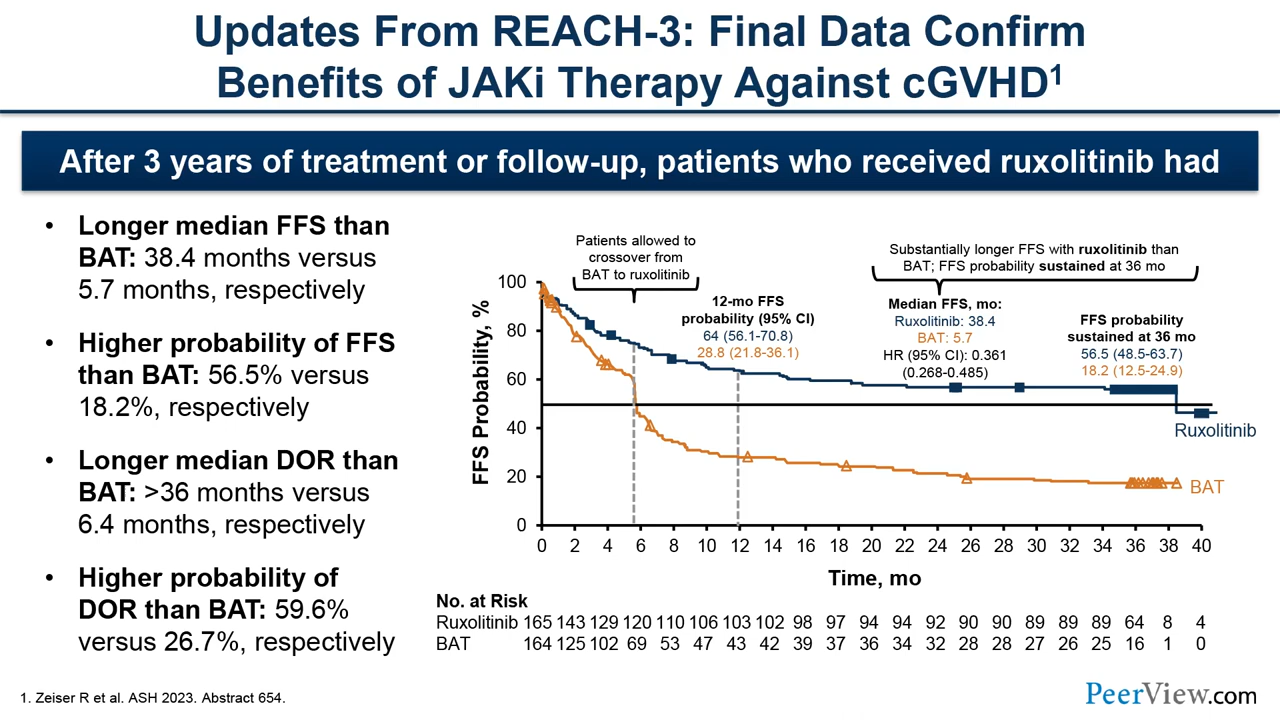 Updates From REACH-3: Final Data Confirm
Benefits of JAKi Therapy Against cGVHD1
After 3 years of treatment or follow-up, patients who received ruxolitinib had
• Longer median FFS than
BAT: 38.4 months versus
5.7 months, respectively
• Higher probability of FFS
than BAT: 56.5% versus
18.2%, respectively
• Longer median DOR than
BAT: >36 months versus
6.4 months, respectively
• Higher probability of
DOR than BAT: 59.6%
versus 26.7%, respectively
Patients allowed to
crossover from
BAT to ruxolitinib
Substantially longer FFS with ruxolitinib than
BAT; FFS probability sustained at 36 mo
12-mo FFS
probability (95% CI)
64 (56.1-70.8)
28.8 (21.8-36.1)
Median FFS, mo:
Ruxolitinib: 38.4
BAT: 5.7
HR (95% CI): 0.361
(0.268-0.485)
FFS probability
sustained at 36 mo
56.5 (48.5-63.7)
18.2 (12.5-24.9)
FFS Probability, %
100
80
60
40
20
0
Ruxolitinib
BAT
0 2 4 6 8 10 12 14 16 18 20 22 24 26 28 30 32 34 36 38 40
Time, mo
No. at Risk
Ruxolitinib 165 143 129 120 110 106 103 102 98 97 94 94 92 90 90 89 89 89 64 8 4
BAT 164 125 102 69 53 47 43 42 39 37 36 34 32 28 28 27 26 25 16 1 0
1. Zeiser R et al. ASH 2023. Abstract 654.
PeerView.com